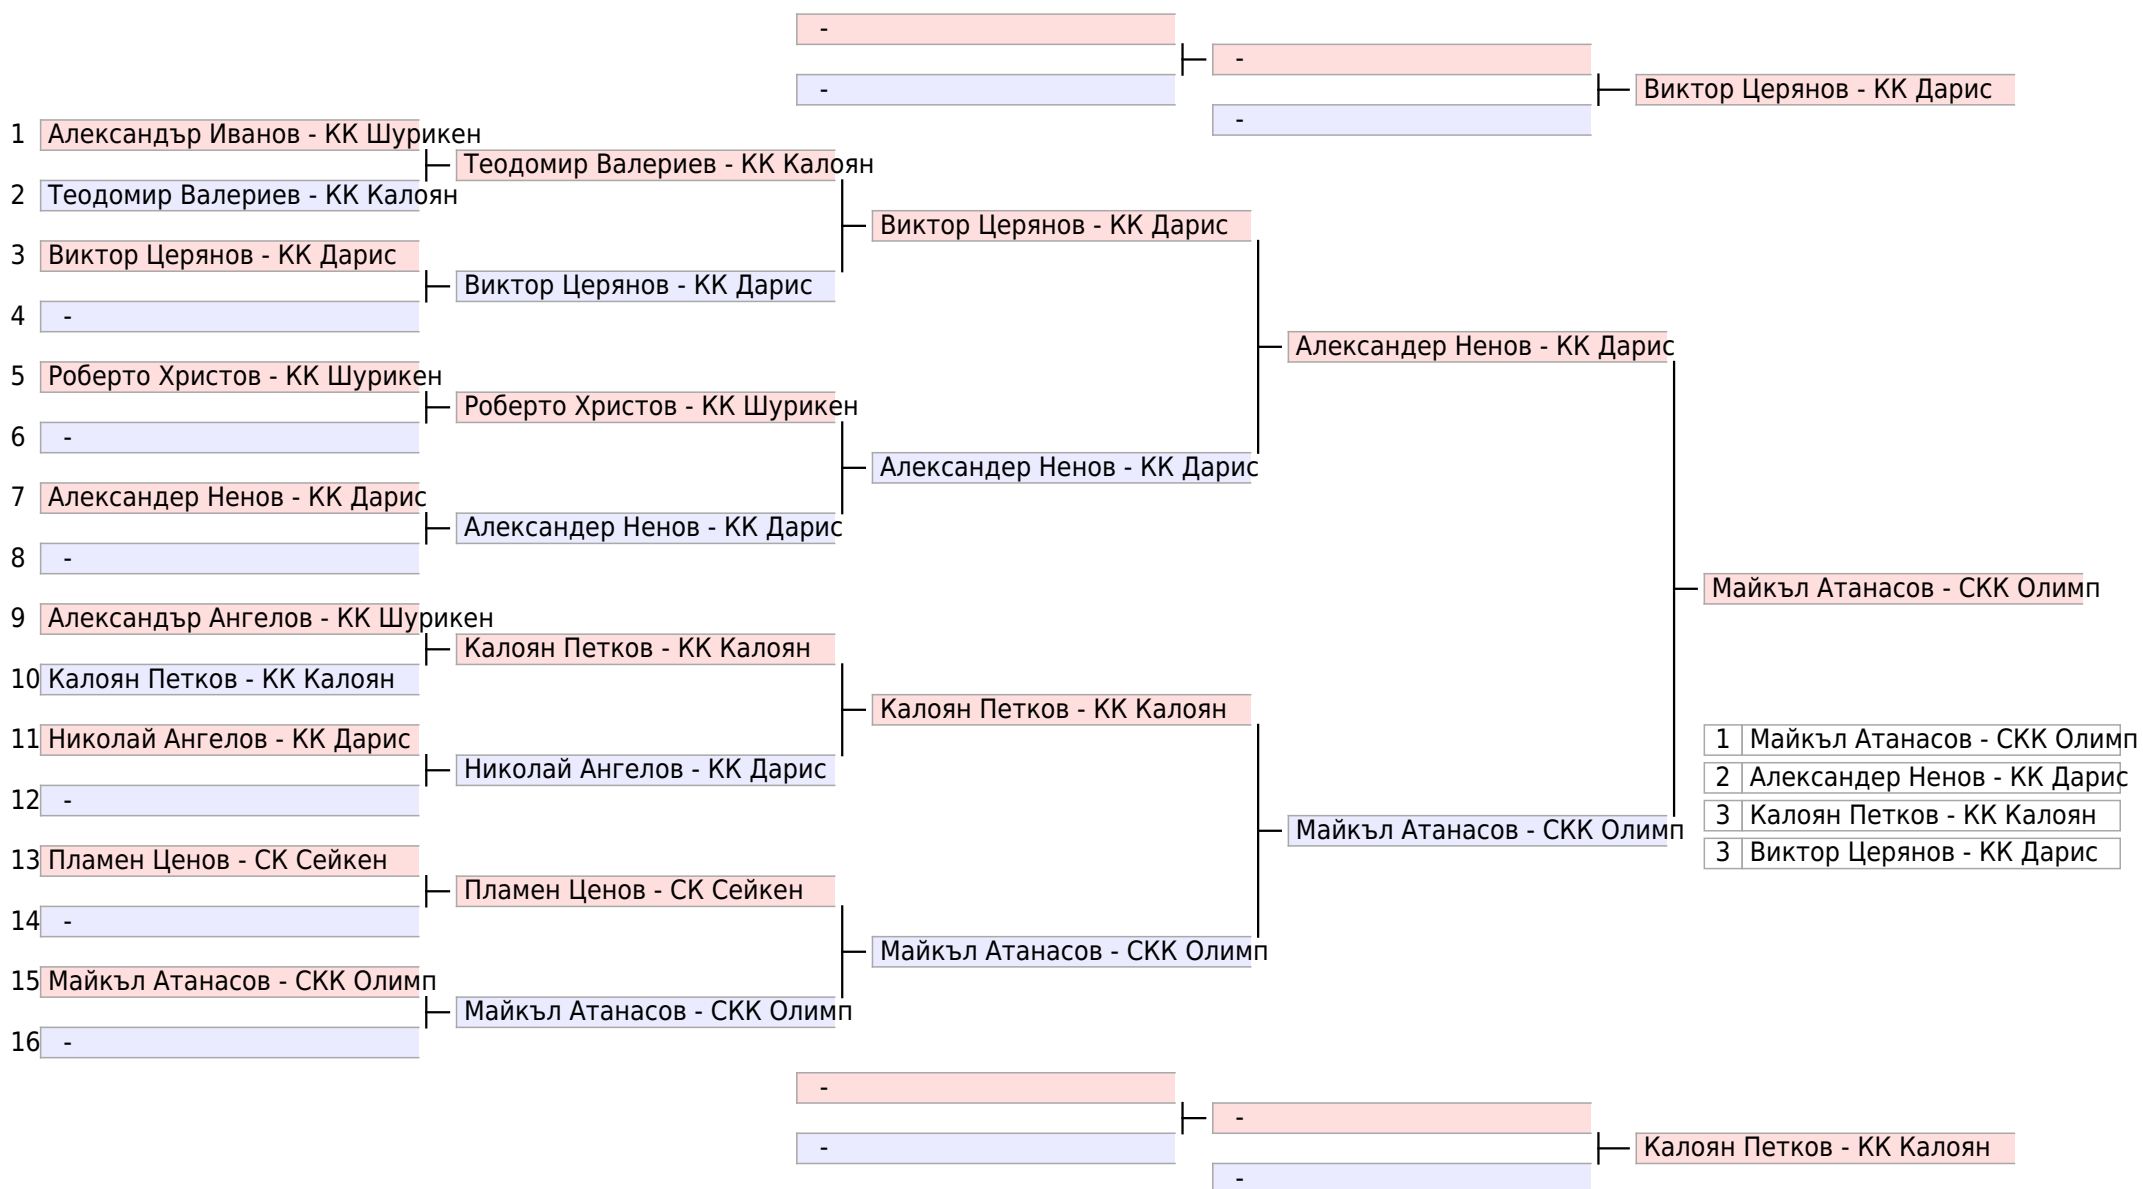 -
-
-
-
Виктор Церянов - КК Дарис
1 Александър Иванов - КК Шурикен
Теодомир Валериев - КК Калоян
2 Теодомир Валериев - КК Калоян
Виктор Церянов - КК Дарис
3 Виктор Церянов - КК Дарис
Виктор Церянов - КК Дарис
4 -
Александер Ненов - КК Дарис
5 Роберто Христов - КК Шурикен
Роберто Христов - КК Шурикен
6 -
Александер Ненов - КК Дарис
7 Александер Ненов - КК Дарис
Александер Ненов - КК Дарис
8 -
Майкъл Атанасов - СКК Олимп
9 Александър Ангелов - КК Шурикен
Калоян Петков - КК Калоян
10 Калоян Петков - КК Калоян
Калоян Петков - КК Калоян
11 Николай Ангелов - КК Дарис
Николай Ангелов - КК Дарис
12 -
Майкъл Атанасов - СКК Олимп
13 Пламен Ценов - СК Сейкен
Пламен Ценов - СК Сейкен
14 -
Майкъл Атанасов - СКК Олимп
15 Майкъл Атанасов - СКК Олимп
Майкъл Атанасов - СКК Олимп
16 -
1 Майкъл Атанасов - СКК Олимп
2 Александер Ненов - КК Дарис
3 Калоян Петков - КК Калоян
3 Виктор Церянов - КК Дарис
-
-
-
-
Калоян Петков - КК Калоян